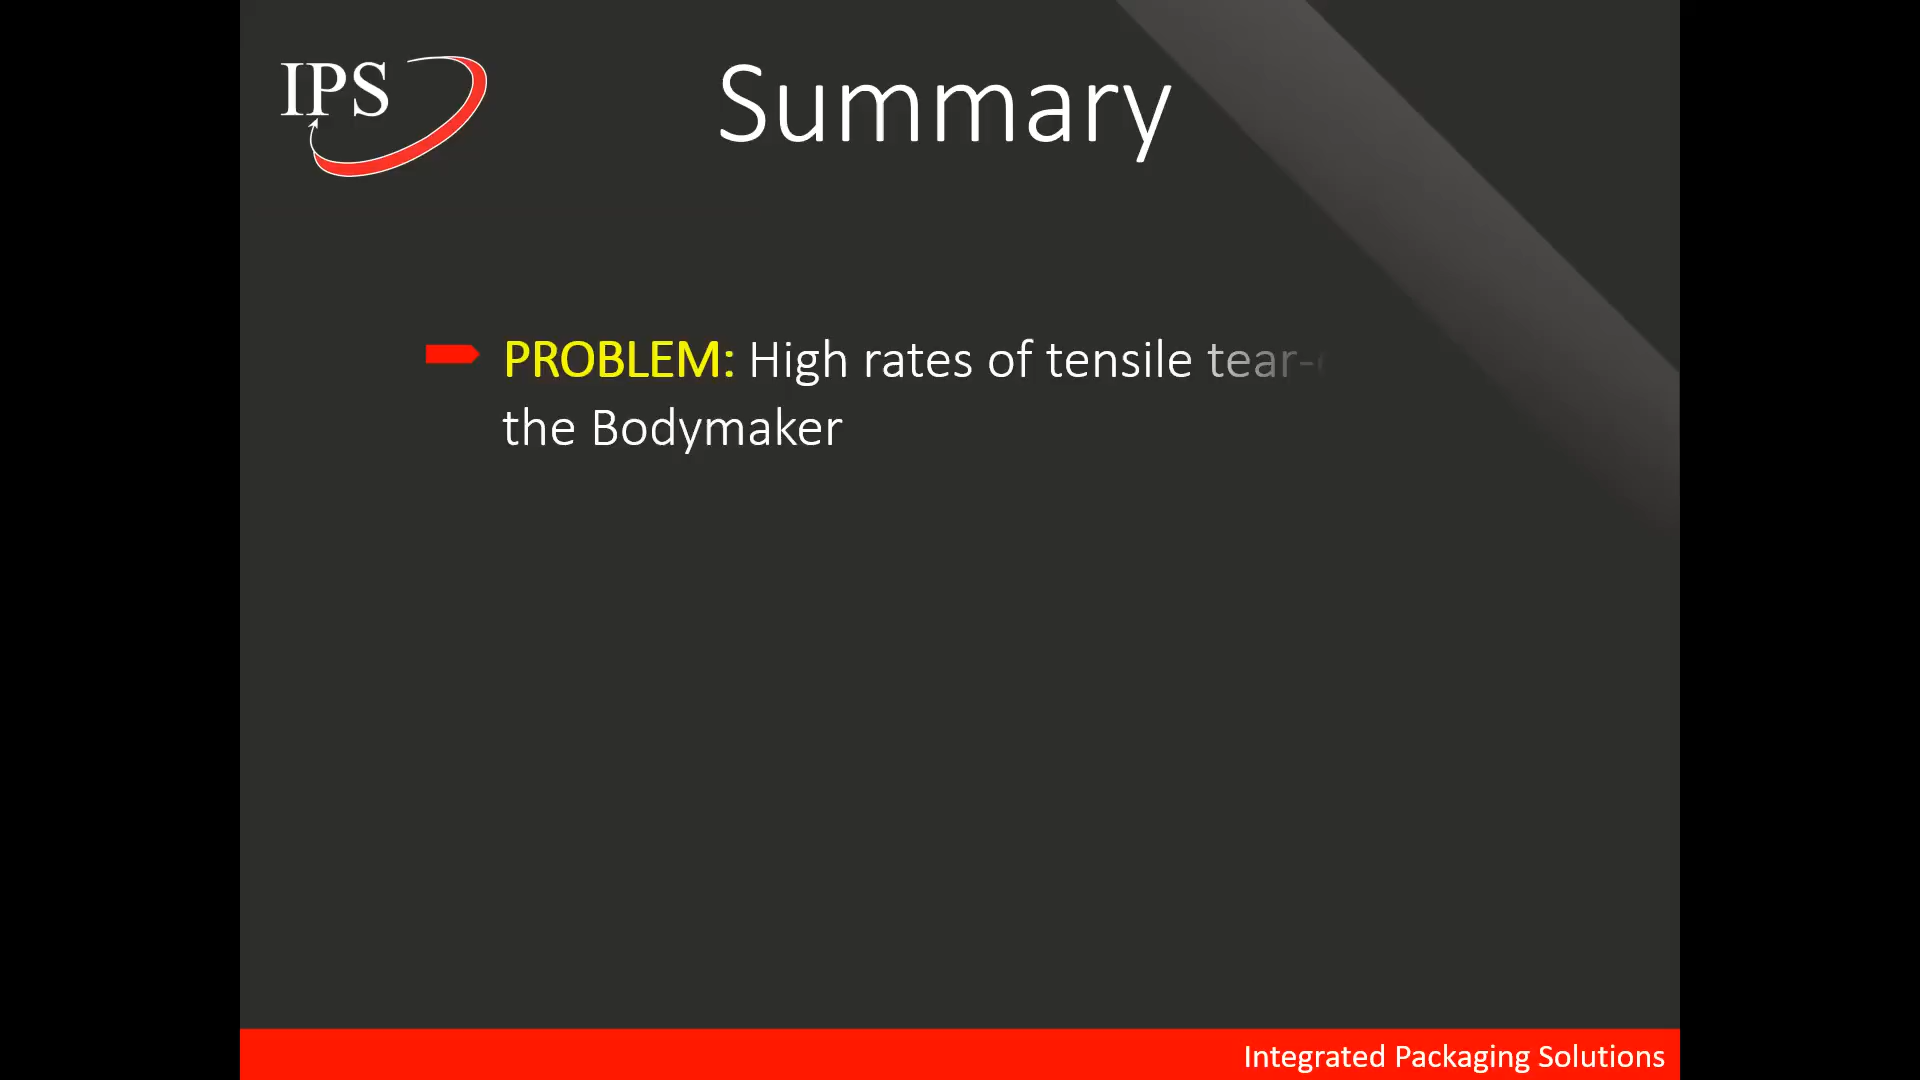 IPS
Summary
PROBLEM: High rates of tensile tear-
the Bodymaker
Integrated Packaging Solutions